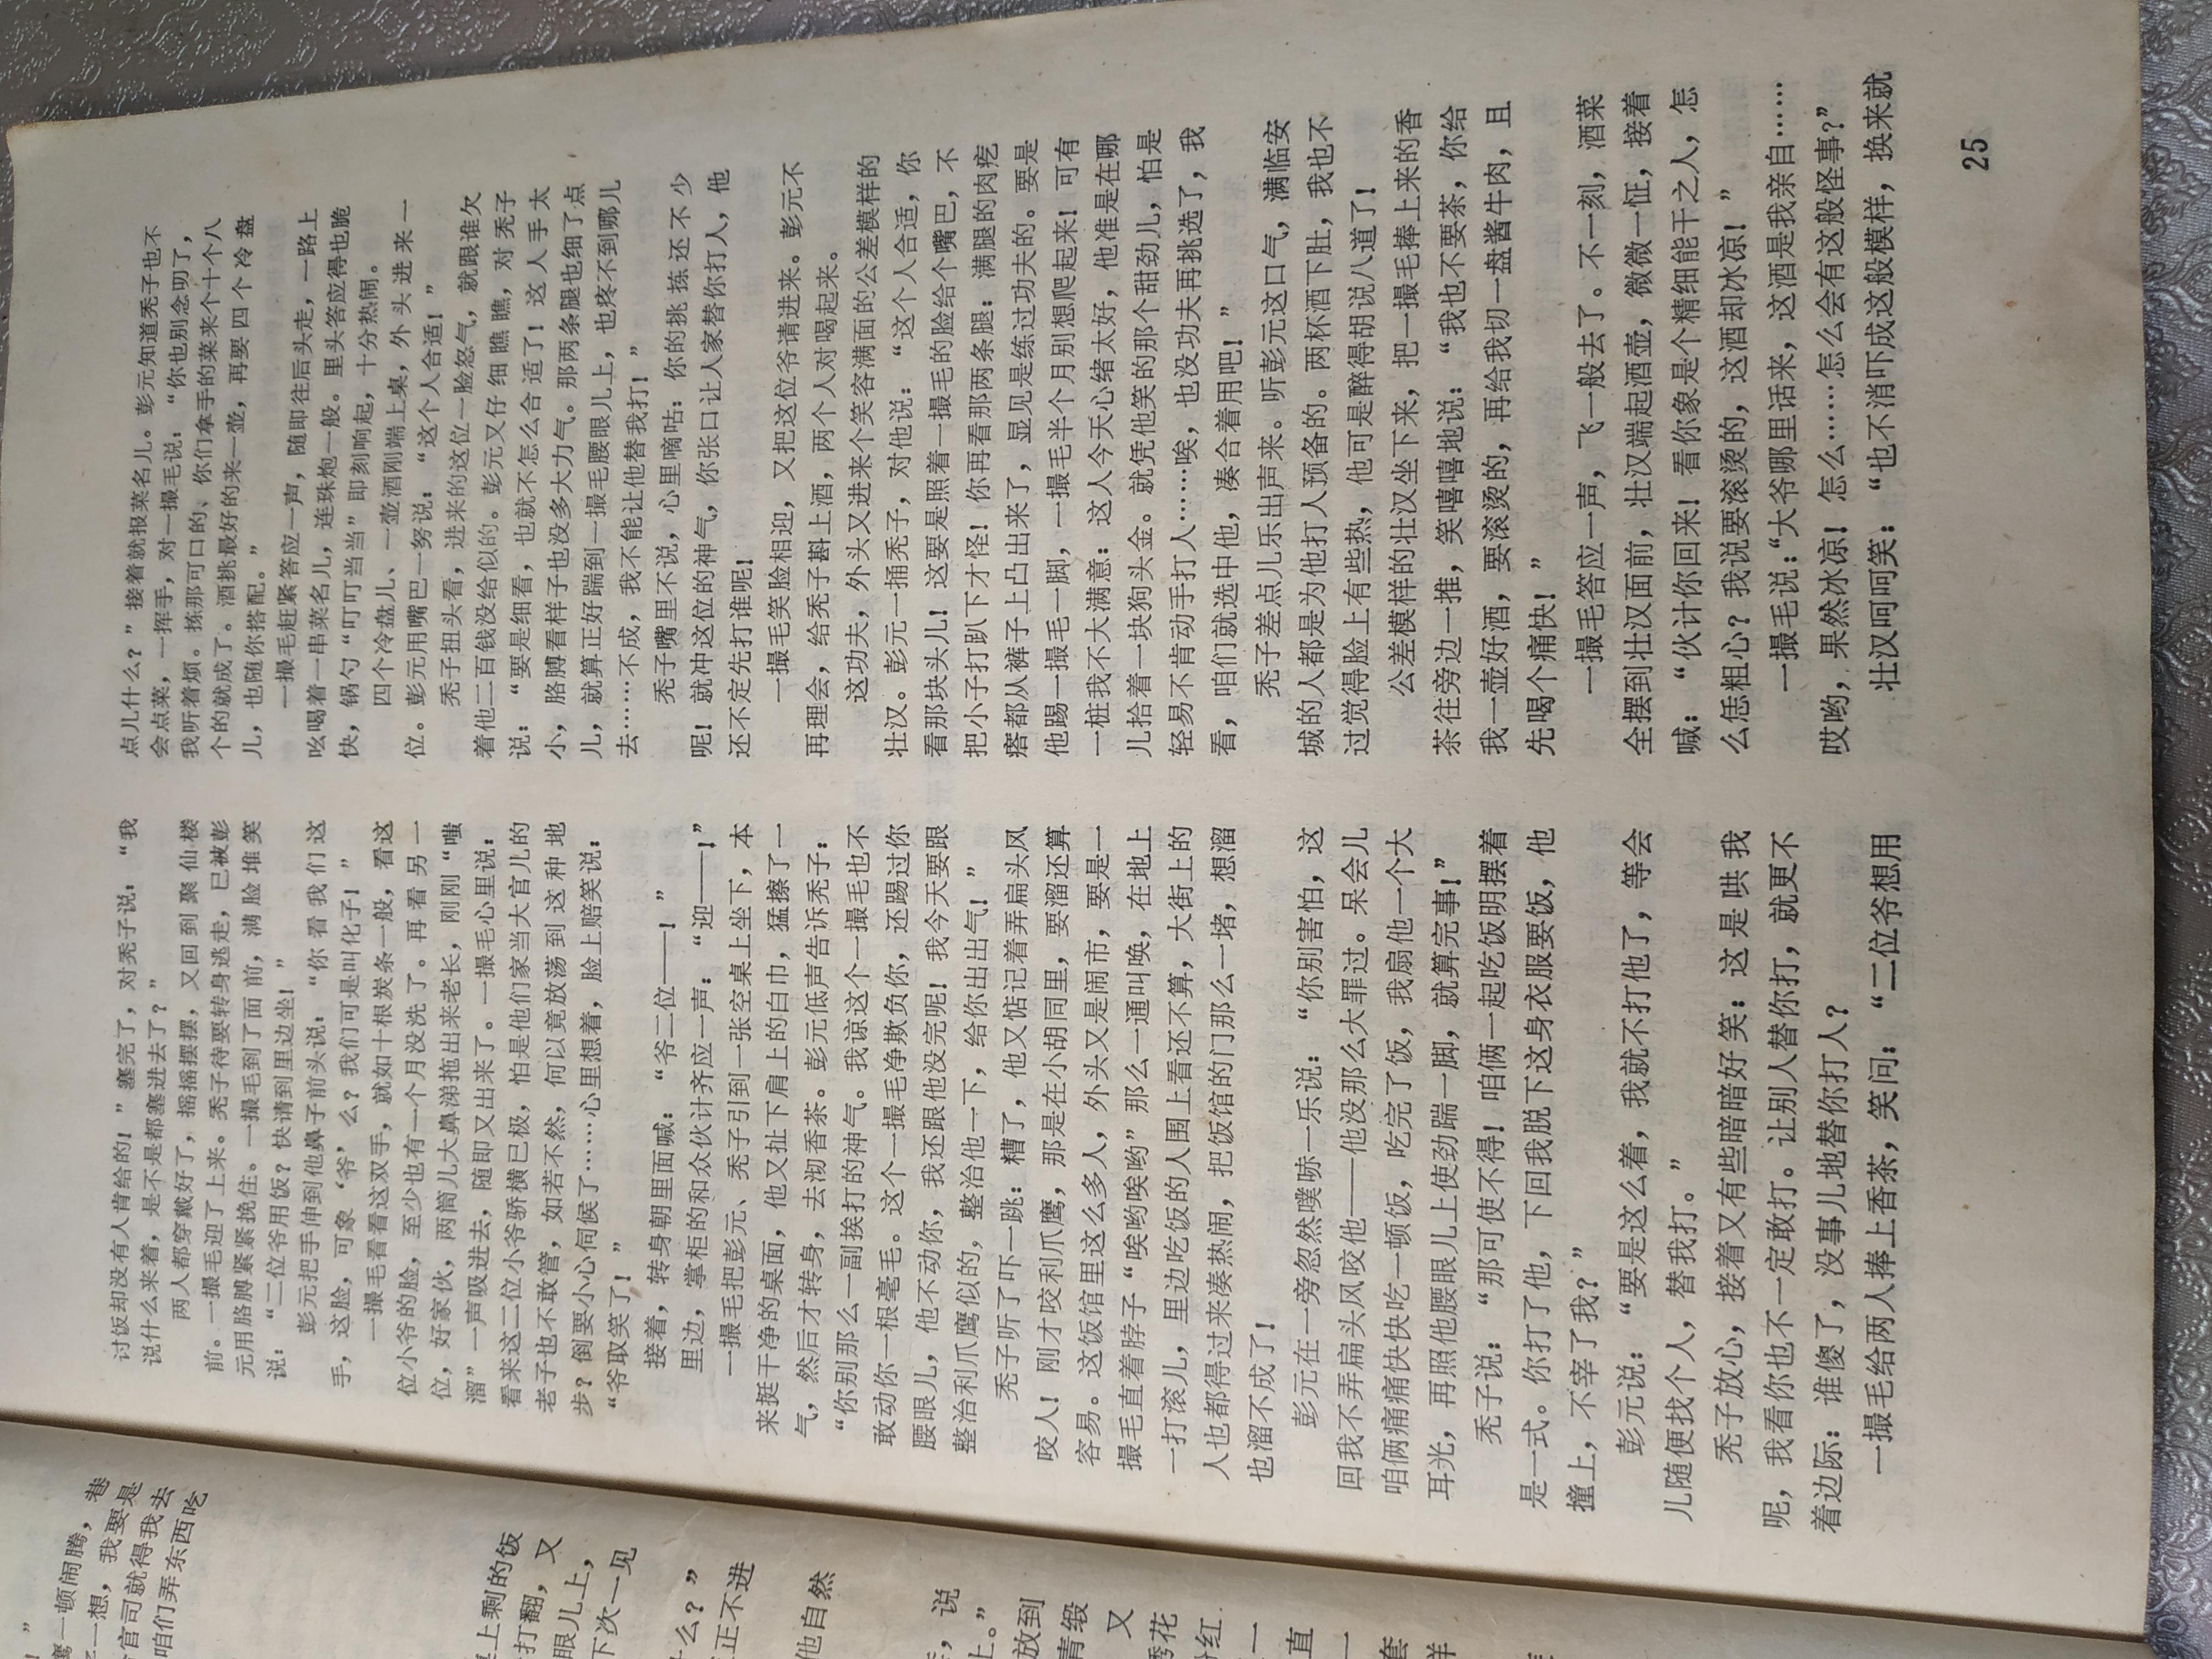 一顿闹腾，巷
一想，我要是
官司就得我去
咱们弄东西吃
上剩的饭
打翻，又
眼儿上，
下次一见
么？”
正不进
他自然
，说
上。”
放到
青缎
又
绣花
粉红
一
直
一
套
样
讨饭却没有人肯给的！”塞完了，对秃子说：“我
说什么来着，是不是都塞进去了？”
两人都穿戴好了，摇摇摆摆，又回到聚仙楼
前。一撮毛迎了上来。秃子待要转身逃走，已被彭
元用胳膊紧紧挽住。一撮毛到了面前，满脸堆笑
说：“二位爷用饭？快请到里边坐！”
彭元把手伸到他鼻子前头说：“你看我们这
手，这脸，可象‘爷’么？我们可是叫化子！”
一撮毛看看这双手，就如十根炭条一般，看这
位小爷的脸，至少也有一个月没洗了。再看另一
位，好家伙，两筒儿大鼻涕拖出来老长，刚刚“嗤
溜”一声吸进去，随即又出来了。一撮毛心里说：
看来这二位小爷骄横已极，怕是他们家当大官儿的
老子也不敢管，如若不然，何以竟放荡到这种地
步？倒要小心伺候了……心里想着，脸上赔笑说：
“爷取笑了！”
接着，转身朝里面喊：“爷二位——！”
里边，掌柜的和众伙计齐应一声：“迎——！”
一撮毛把彭元、秃子引到一张空桌上坐下，本
来挺干净的桌面，他又扯下肩上的白巾，猛擦了一
气，然后才转身，去沏香茶。彭元低声告诉秃子：
“你别那么一副挨打的神气。我谅这个一撮毛也不
敢动你一根毫毛。这个一撮毛净欺负你，还踢过你
腰眼儿，他不动你，我还跟他没完呢！我今天要跟
整治利爪鹰似的，整治他一下，给你出出气！”
秃子听了吓一跳：糟了，他又惦记着弄扁头风
咬人！刚才咬利爪鹰，那是在小胡同里，要溜还算
容易。这饭馆里这么多人，外头又是闹市，要是一
撮毛直着脖子“唉哟唉哟”那么一通叫唤，在地上
一打滚儿，里边吃饭的人围上看还不算，大街上的
人也都得过来凑热闹，把饭馆的门那么一堵，想溜
也溜不成了！
彭元在一旁忽然噗哧一乐说：“你别害怕，这
回我不弄扁头风咬他——他没那么大罪过。呆会儿
咱俩痛痛快快吃一顿饭，吃完了饭，我扇他一个大
耳光，再照他腰眼儿上使劲踹一脚，就算完事！”
秃子说：“那可使不得！咱俩一起吃饭明摆着
是一式。你打了他，下回我脱下这身衣服要饭，他
撞上，不宰了我？”
彭元说：“要是这么着，我就不打他了，等会
儿随便找个人，替我打。”
秃子放心，接着又有些暗暗好笑：这是哄我
呢，我看你也不一定敢打。让别人替你打，就更不
着边际：谁傻了，没事儿地替你打人？
一撮毛给两人捧上香茶，笑问：“二位爷想用
点儿什么？”接着就报菜名儿。彭元知道秃子也不
会点菜，一挥手，对一撮毛说：“你也别念叨了，
我听着烦。拣那可口的、你们拿手的菜来个十个八
个的就成了。酒挑最好的来一壶，再要四个冷盘
儿，也随你搭配。”
一撮毛赶紧答应一声，随即往后头走，一路上
吆喝着一串菜名儿，连珠炮一般。里头答应得也脆
快，锅勺“叮叮当当”即刻响起，十分热闹。
四个冷盘儿、一壶酒刚端上桌，外头进来一
位。彭元用嘴巴一努说：“这个人合适！”
秃子扭头看，进来的这位一脸怒气，就跟谁欠
着他二百钱没给似的。彭元又仔细瞧瞧，对秃子
说：“要是细看，也就不怎么合适了！这人手太
小，胳膊看样子也没多大力气。那两条腿也细了点
儿，就算正好踹到一撮毛腰眼儿上，也疼不到哪儿
去……不成，我不能让他替我打！”
秃子嘴里不说，心里嘀咕：你的挑拣还不少
呢！就冲这位的神气，你张口让人家替你打人，他
还不定先打谁呢！
一撮毛笑脸相迎，又把这位爷请进来。彭元不
再理会，给秃子斟上酒，两个人对喝起来。
这功夫，外头又进来个笑容满面的公差模样的
壮汉。彭元一捅秃子，对他说：“这个人合适，你
看那块头儿！这要是照着一撮毛的脸给个嘴巴，不
把小子打趴下才怪！你再看那两条腿：满腿的肉疙
瘩都从裤子上凸出来了，显见是练过功夫的。要是
他踢一撮毛一脚，一撮毛半个月别想爬起来！可有
一桩我不大满意：这人今天心绪太好，他准是在哪
儿拾着一块狗头金。就凭他笑的那个甜劲儿，怕是
轻易不肯动手打人……唉，也没功夫再挑选了，我
看，咱们就选中他，凑合着用吧！”
秃子差点儿乐出声来。听彭元这口气，满临安
城的人都是为他打人预备的。两杯酒下肚，我也不
过觉得脸上有些热，他可是醉得胡说八道了！
公差模样的壮汉坐下来，把一撮毛捧上来的香
茶往旁边一推，笑嘻嘻地说：“我也不要茶，你给
我一壶好酒，要滚烫的，再给我切一盘酱牛肉，且
先喝个痛快！”
一撮毛答应一声，飞一般去了。不一刻，酒菜
全摆到壮汉面前，壮汉端起酒壶，微微一怔，接着
喊：“伙计你回来！看你象是个精细能干之人，怎
么恁粗心？我说要滚烫的，这酒却冰凉！”
一撮毛说：“大爷哪里话来，这酒是我亲自……
哎哟，果然冰凉！怎么……怎么会有这般怪事？”
壮汉呵呵笑：“也不消吓成这般模样，换来就
25